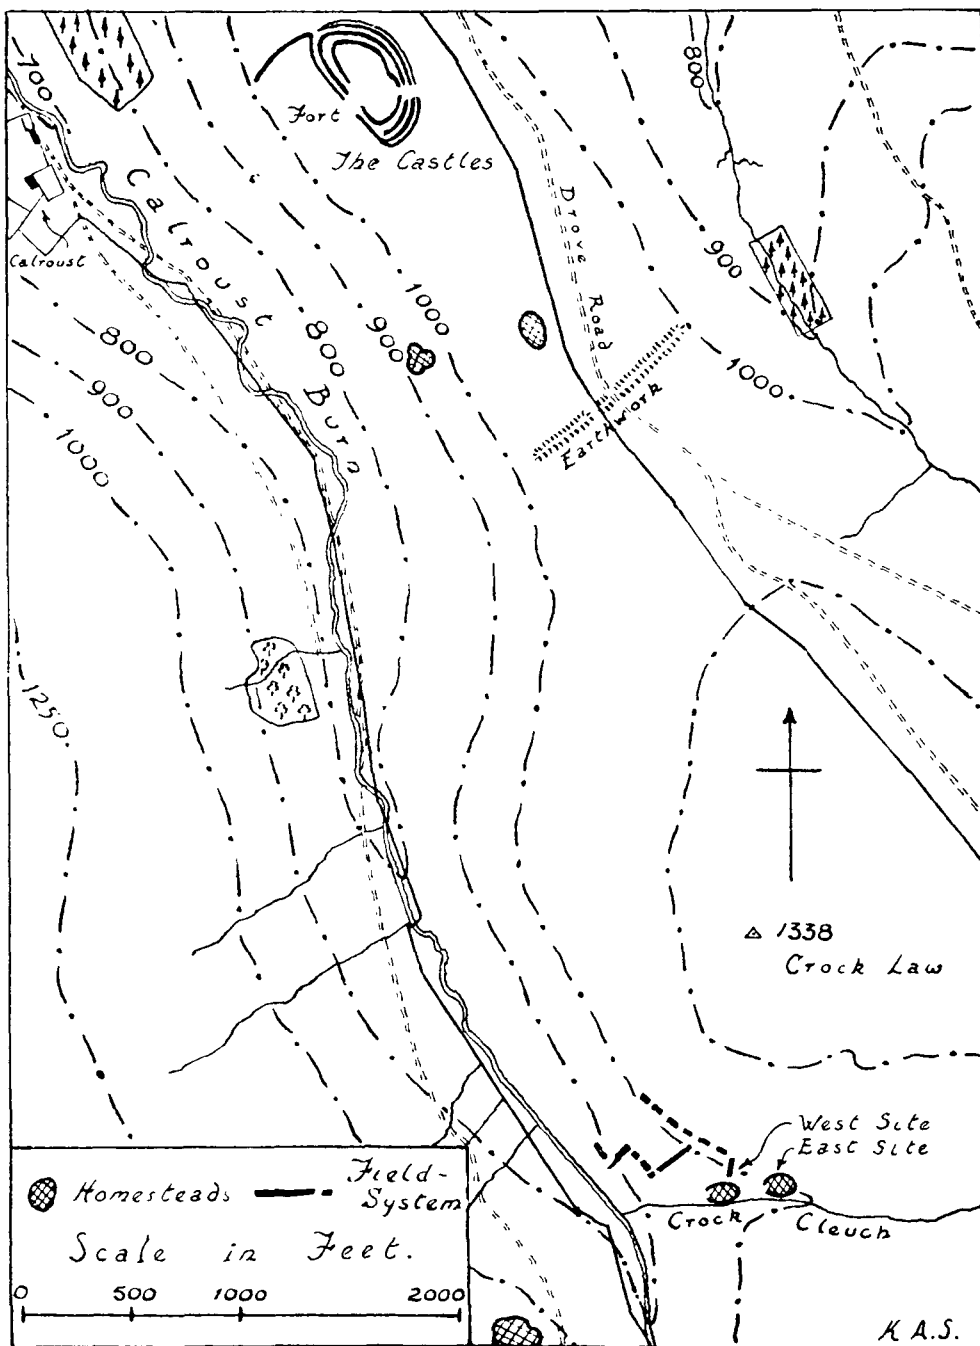 700
800
Fort
The Castles
Calroust Burn
Calroust
Drove Road
900
1000
800
900
1000
Earthwork
1000
800
900
1000
1250
△ 1338
Crock Law
West Site
East Site
Crock Cleuch
Homesteads
Field-
System
Scale in Feet.
0 500 1000 2000
K.A.S.